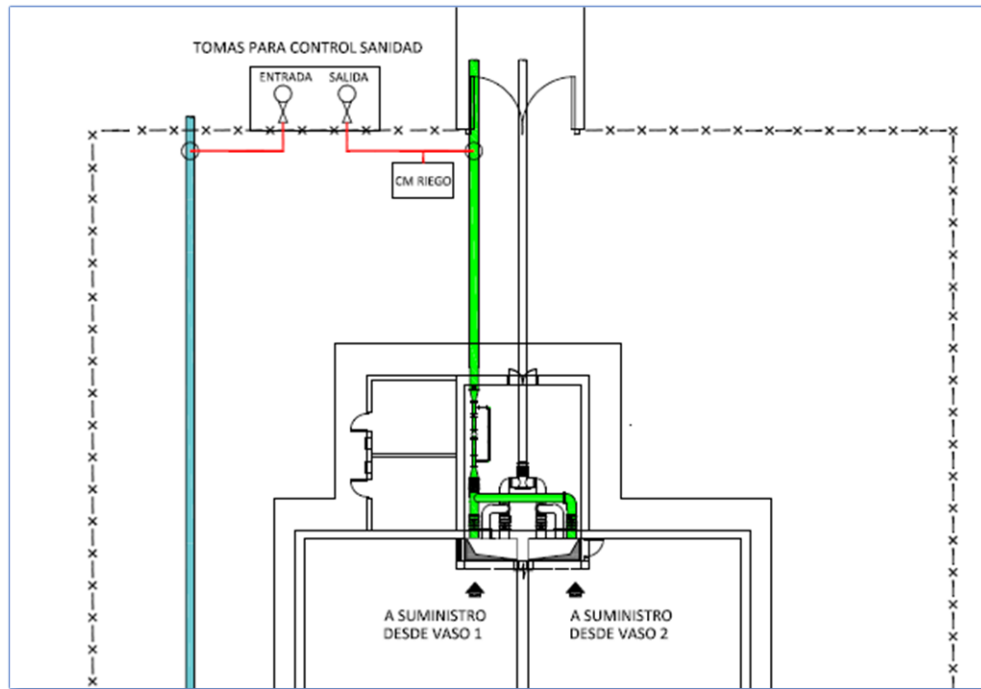 TOMAS PARA CONTROL SANIDAD
ENTRADA
SALIDA
CM RIEGO
A SUMINISTRO
DESDE VASO 1
A SUMINISTRO
DESDE VASO 2